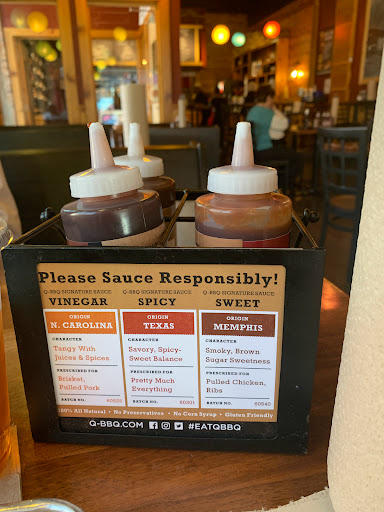 Please Sauce Responsibly!
Q-BBQ SIGNATURE SAUCE
VINEGAR
ORIGIN
N. CAROLINA
CHARACTER
Tangy With
Juices & Spices
PRESCRIBED FOR
Brisket,
Pulled Pork
BATCH NO.
Q-BBQ SIGNATURE SAUCE
SPICY
ORIGIN
TEXAS
CHARACTER
Savory, Spicy-
Sweet Balance
PRESCRIBED FOR
Pretty Much
Everything
BATCH NO.
Q-BBQ SIGNATURE SAUCE
SWEET
ORIGIN
MEMPHIS
CHARACTER
Smoky, Brown
Sugar Sweetness
PRESCRIBED FOR
Pulled Chicken,
Ribs
BATCH NO. 60540
100% All Natural • No Preservatives • No Corn Syrup • Gluten Friendly
Q-BBQ.COM #EATQBBQ